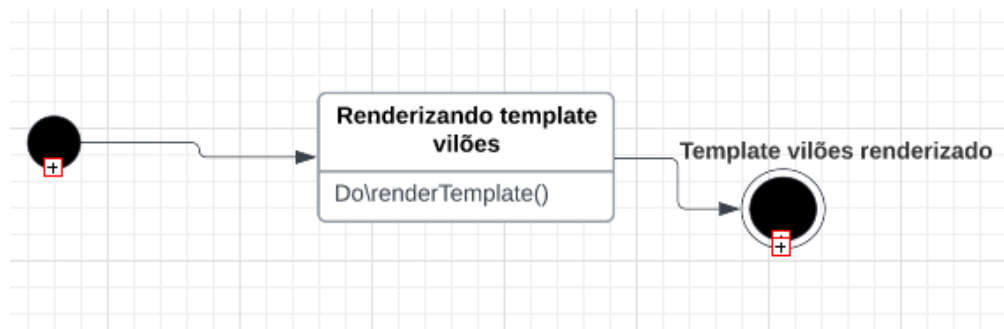 Renderizando template
vilões
Do\renderTemplate()
Template vilões renderizado